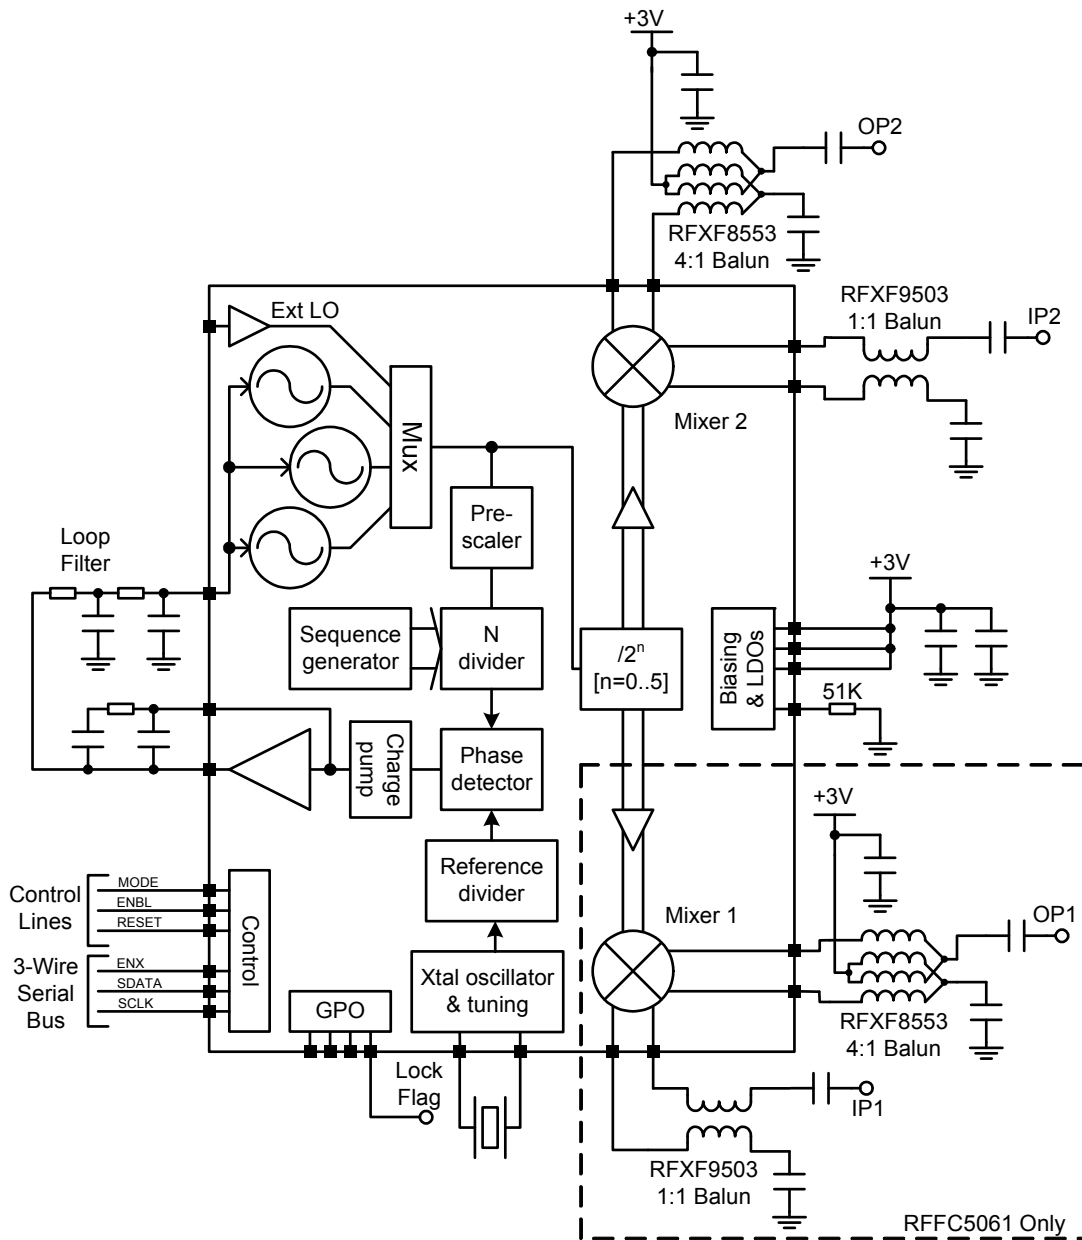 +3V
OP2
RFXF8553
4:1 Balun
RFXF9503
1:1 Balun
IP2
Ext LO
Mux
Mixer 2
Pre-
scaler
Loop
Filter
+3V
Sequence
generator
N
divider
/2ⁿ
[n=0..5]
Biasing
& LDOs
51K
Charge
pump
Phase
detector
+3V
Reference
divider
Mixer 1
OP1
Control
Lines
MODE
ENBL
RESET
Control
3-Wire
Serial
Bus
ENX
SDATA
SCLK
Xtal oscillator
& tuning
GPO
RFXF8553
4:1 Balun
Lock
Flag
IP1
RFXF9503
1:1 Balun
RFFC5061 Only